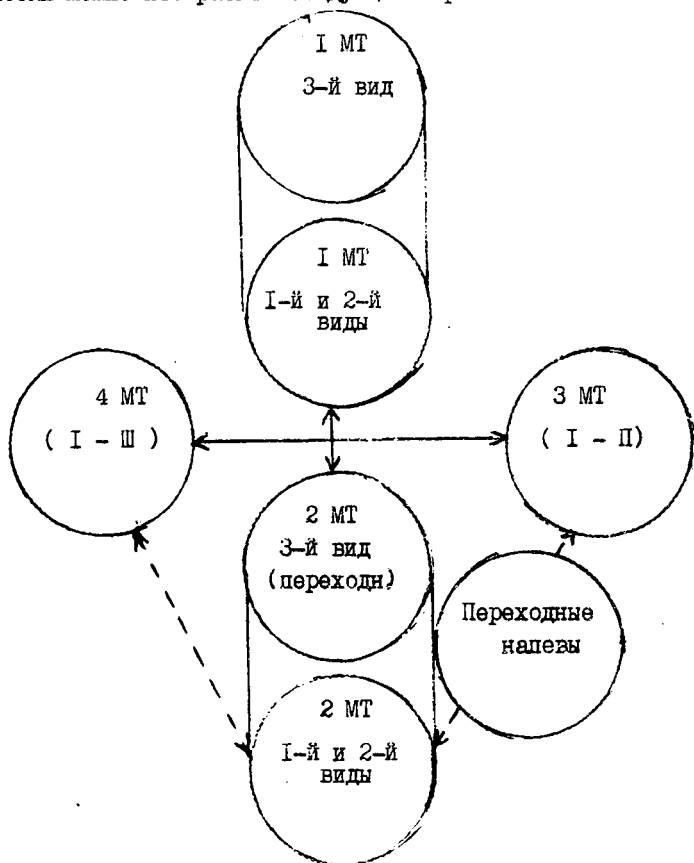 I МТ
3-й вид
I МТ
I-й и 2-й
виды
4 МТ
( I - Ш )
3 МТ
( I - П)
2 МТ
3-й вид
(переходн)
Переходные
напевы
2 МТ
I-й и 2-й
виды